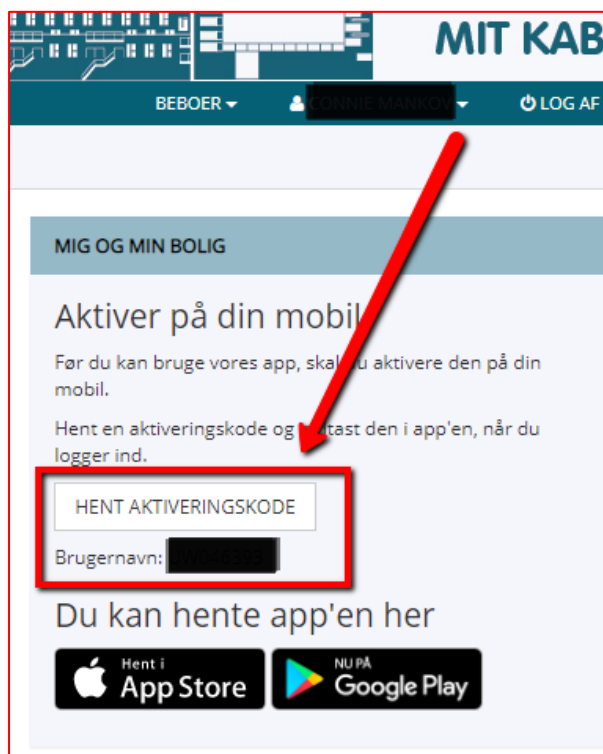 MIT KAB
BEBOER
LOG AF
MIG OG MIN BOLIG
Aktiver på din mobil
Før du kan bruge vores app, skal du aktivere den på din
mobil.
Hent en aktiveringskode og indtast den i app'en, når du
logger ind.
HENT AKTIVERINGSKODE
Brugernavn:
Du kan hente app'en her
Hent i
App Store
NU PÅ
Google Play